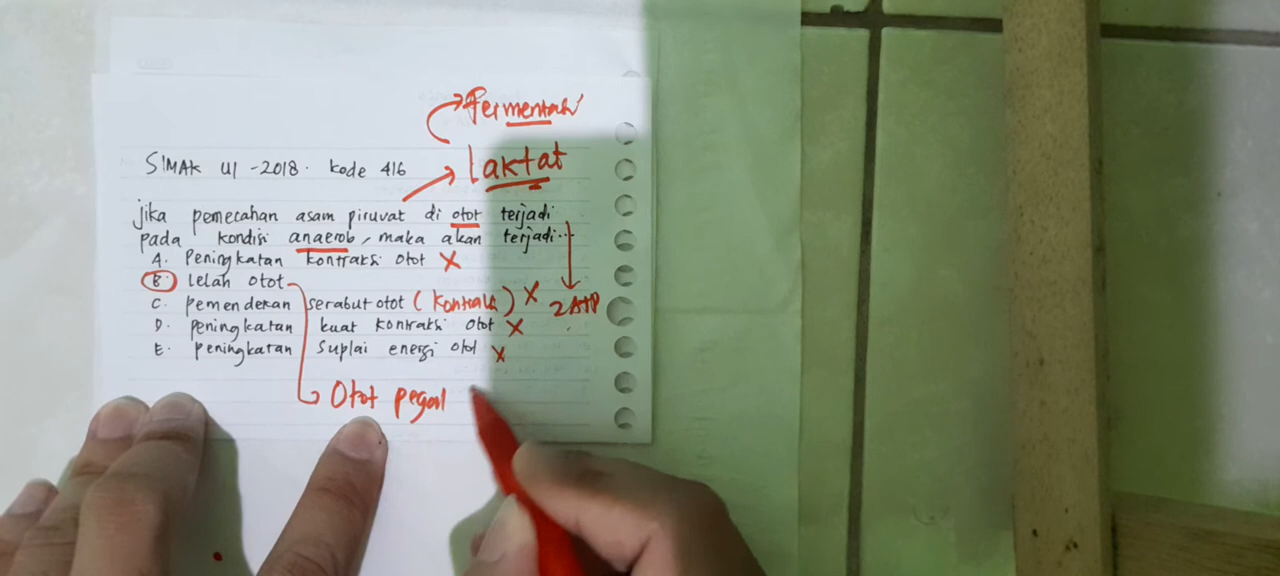 Fermentasi
SIMAK UI -2018. kode 416
laktat
jika pemecahan asam piruvat di otot terjadi
pada kondisi anaerob, maka akan terjadi...
A. Peningkatan kontraksi otot X
B. Lelah otot
C. pemendekan serabut otot (kontraksi) X
2 ATP
D. peningkatan kuat kontraksi otot X
E. peningkatan suplai energi otot X
Otot pegal